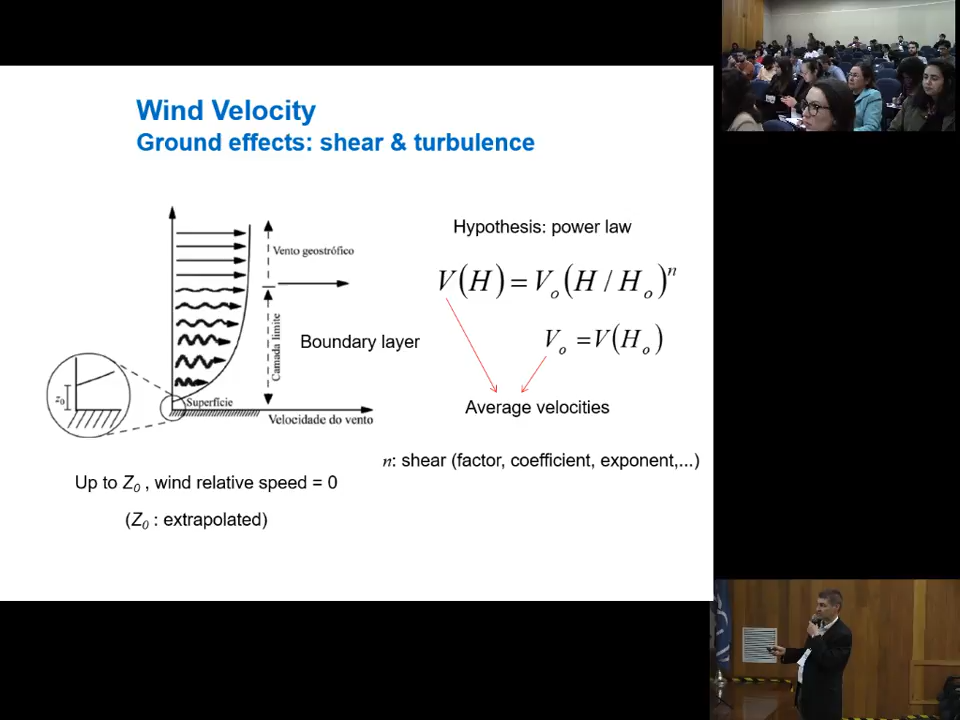 Wind Velocity
Ground effects: shear & turbulence
Vento geostrófico
Camada limite
Superfície
z₀
Velocidade do vento
Boundary layer
Hypothesis: power law
V(H) = Vₒ(H / Hₒ)ⁿ
Vₒ = V(Hₒ)
Average velocities
n: shear (factor, coefficient, exponent,...)
Up to Z₀ , wind relative speed = 0
(Z₀ : extrapolated)